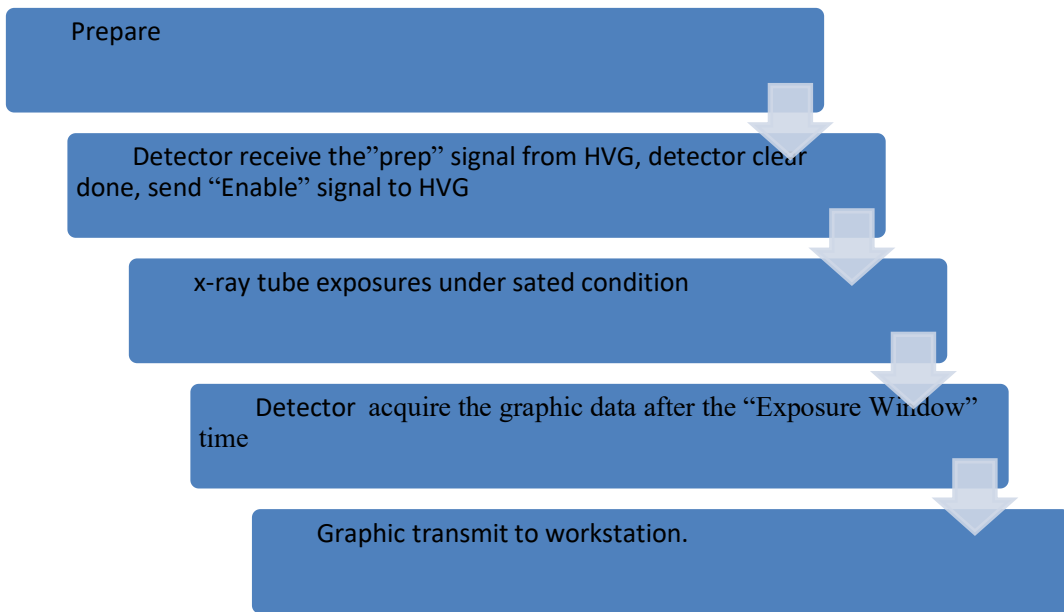 Prepare
Detector receive the”prep” signal from HVG, detector clear
done, send “Enable” signal to HVG
x-ray tube exposures under sated condition
Detector acquire the graphic data after the “Exposure Window”
time
Graphic transmit to workstation.